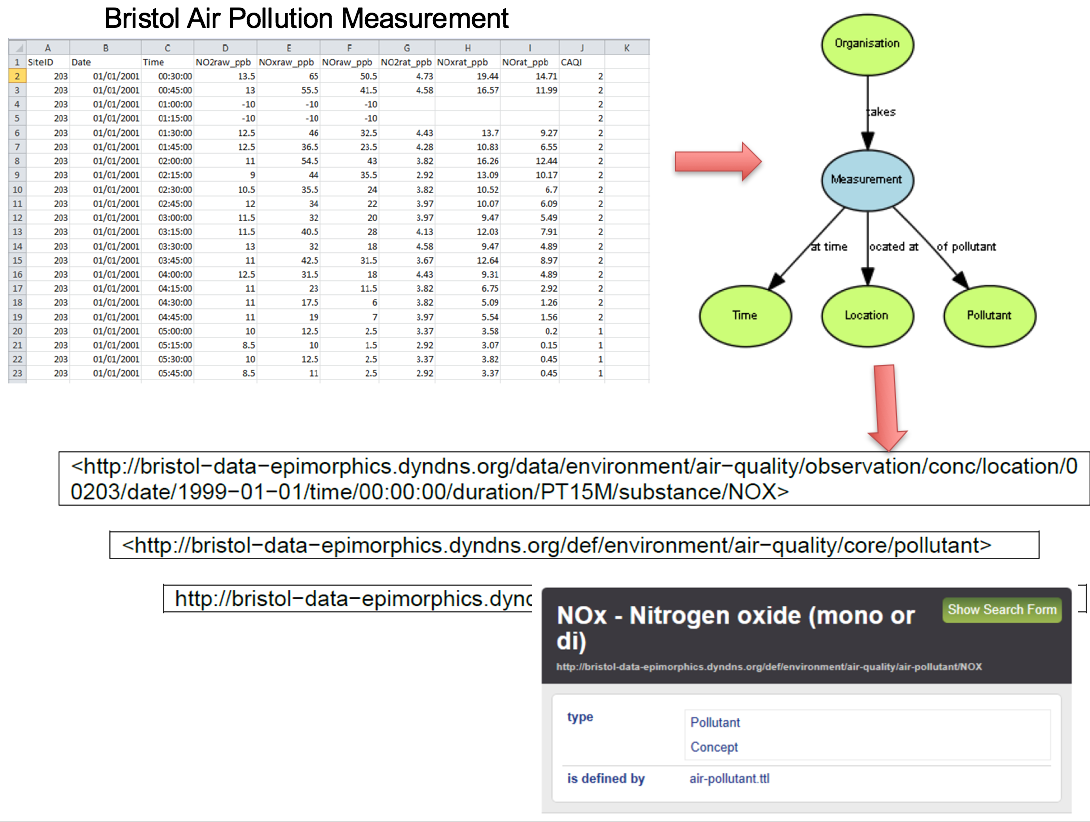 Bristol Air Pollution Measurement
A B C D E F G H I J K
1 SiteID Date Time NO2raw_ppb NOxraw_ppb NOraw_ppb NO2rat_ppb NOxrat_ppb NOrat_ppb CAQI
2 203 01/01/2001 00:30:00 13.5 65 50.5 4.73 19.44 14.71 2
3 203 01/01/2001 00:45:00 13 55.5 41.5 4.58 16.57 11.99 2
4 203 01/01/2001 01:00:00 -10 -10 -10 2
5 203 01/01/2001 01:15:00 -10 -10 -10 2
6 203 01/01/2001 01:30:00 12.5 46 32.5 4.43 13.7 9.27 2
7 203 01/01/2001 01:45:00 12.5 36.5 23.5 4.28 10.83 6.55 2
8 203 01/01/2001 02:00:00 11 54.5 43 3.82 16.26 12.44 2
9 203 01/01/2001 02:15:00 9 44 35.5 2.92 13.09 10.17 2
10 203 01/01/2001 02:30:00 10.5 35.5 24 3.82 10.52 6.7 2
11 203 01/01/2001 02:45:00 12 34 22 3.97 10.07 6.09 2
12 203 01/01/2001 03:00:00 11.5 32 20 3.97 9.47 5.49 2
13 203 01/01/2001 03:15:00 11.5 40.5 28 4.13 12.03 7.91 2
14 203 01/01/2001 03:30:00 13 32 18 4.58 9.47 4.89 2
15 203 01/01/2001 03:45:00 11 42.5 31.5 3.67 12.64 8.97 2
16 203 01/01/2001 04:00:00 12.5 31.5 18 4.43 9.31 4.89 2
17 203 01/01/2001 04:15:00 11 23 11.5 3.82 6.75 2.92 2
18 203 01/01/2001 04:30:00 11 17.5 6 3.82 5.09 1.26 2
19 203 01/01/2001 04:45:00 11 19 7 3.97 5.54 1.56 2
20 203 01/01/2001 05:00:00 10 12.5 2.5 3.37 3.58 0.2 1
21 203 01/01/2001 05:15:00 8.5 10 1.5 2.92 3.07 0.15 1
22 203 01/01/2001 05:30:00 10 12.5 2.5 3.37 3.82 0.45 1
23 203 01/01/2001 05:45:00 8.5 11 2.5 2.92 3.37 0.45 1
Organisation
takes
Measurement
at time ocated at of pollutant
Time Location Pollutant
<http://bristol-data-epimorphics.dyndns.org/data/environment/air-quality/observation/conc/location/0
0203/date/1999-01-01/time/00:00:00/duration/PT15M/substance/NOX>
<http://bristol-data-epimorphics.dyndns.org/def/environment/air-quality/core/pollutant>
http://bristol-data-epimorphics.dync
NOx - Nitrogen oxide (mono or
di)
Show Search Form
http://bristol-data-epimorphics.dyndns.org/def/environment/air-quality/air-pollutant/NOX
type Pollutant
Concept
is defined by air-pollutant.ttl